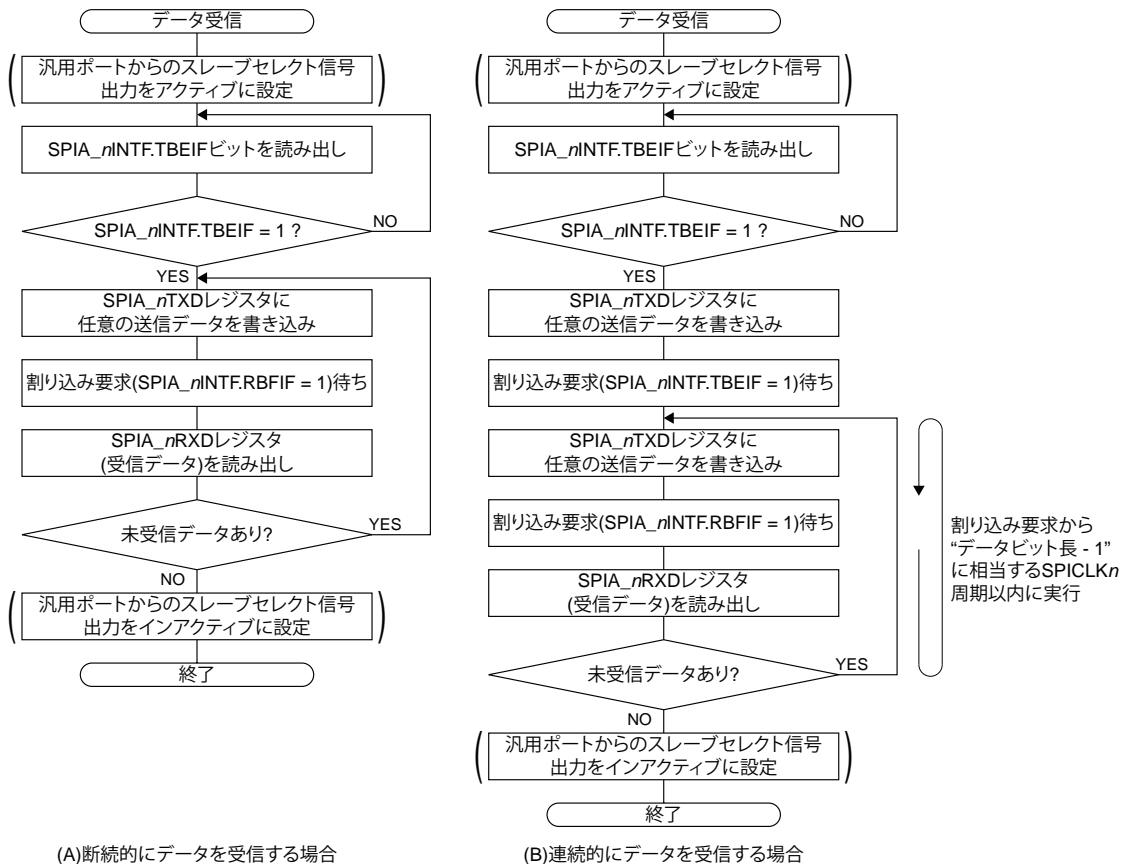 データ受信
汎用ポートからのスレーブセレクト信号
出力をアクティブに設定
SPIA_nINTF.TBEIFビットを読み出し
SPIA_nINTF.TBEIF = 1 ?
NO
YES
SPIA_nTXDレジスタに
任意の送信データを書き込み
割り込み要求(SPIA_nINTF.RBFIF = 1)待ち
SPIA_nRXDレジスタ
(受信データ)を読み出し
未受信データあり?
YES
NO
汎用ポートからのスレーブセレクト信号
出力をインアクティブに設定
終了
(A)断続的にデータを受信する場合
データ受信
汎用ポートからのスレーブセレクト信号
出力をアクティブに設定
SPIA_nINTF.TBEIFビットを読み出し
SPIA_nINTF.TBEIF = 1 ?
NO
YES
SPIA_nTXDレジスタに
任意の送信データを書き込み
割り込み要求(SPIA_nINTF.TBEIF = 1)待ち
SPIA_nTXDレジスタに
任意の送信データを書き込み
割り込み要求(SPIA_nINTF.RBFIF = 1)待ち
SPIA_nRXDレジスタ
(受信データ)を読み出し
未受信データあり?
YES
NO
汎用ポートからのスレーブセレクト信号
出力をインアクティブに設定
終了
割り込み要求から
“データビット長 - 1”
に相当するSPICLKn
周期以内に実行
(B)連続的にデータを受信する場合